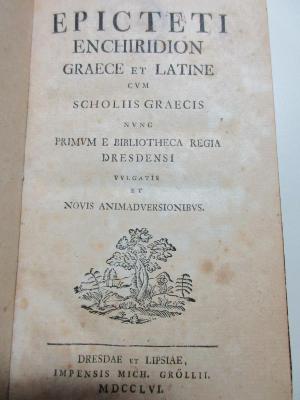 EPICTETI
ENCHIRIDION
GRAECE ET LATINE
CVM
SCHOLIIS GRAECIS
NVNC
PRIMVM E BIBLIOTHECA REGIA
DRESDENSI
VVLGATIS
ET
NOVIS ANIMADVERSIONIBVS.
DRESDAE ET LIPSIAE,
IMPENSIS MICH. GRÖLLII.
MDCCLVI.